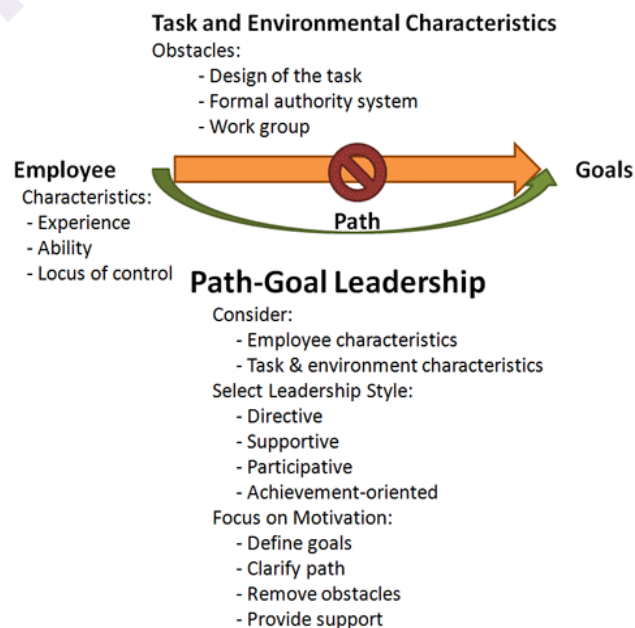 Task and Environmental Characteristics
Obstacles:
- Design of the task
- Formal authority system
- Work group
Employee
Goals
Characteristics:
- Experience
- Ability
- Locus of control
Path
Path-Goal Leadership
Consider:
- Employee characteristics
- Task & environment characteristics
Select Leadership Style:
- Directive
- Supportive
- Participative
- Achievement-oriented
Focus on Motivation:
- Define goals
- Clarify path
- Remove obstacles
- Provide support